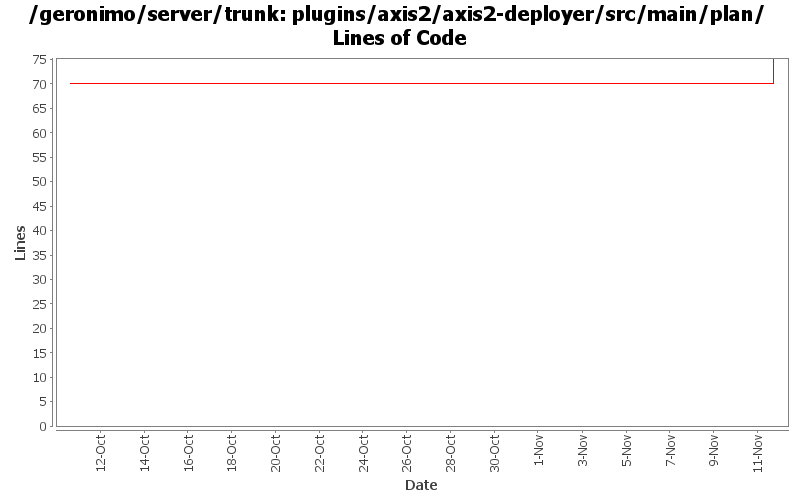 /geronimo/server/trunk: plugins/axis2/axis2-deployer/src/main/plan/
Lines of Code
75
70
65
60
55
50
45
40
35
30
25
20
15
10
5
0
Lines
12-Oct
14-Oct
16-Oct
18-Oct
20-Oct
22-Oct
24-Oct
26-Oct
28-Oct
30-Oct
1-Nov
3-Nov
5-Nov
7-Nov
9-Nov
11-Nov
Date